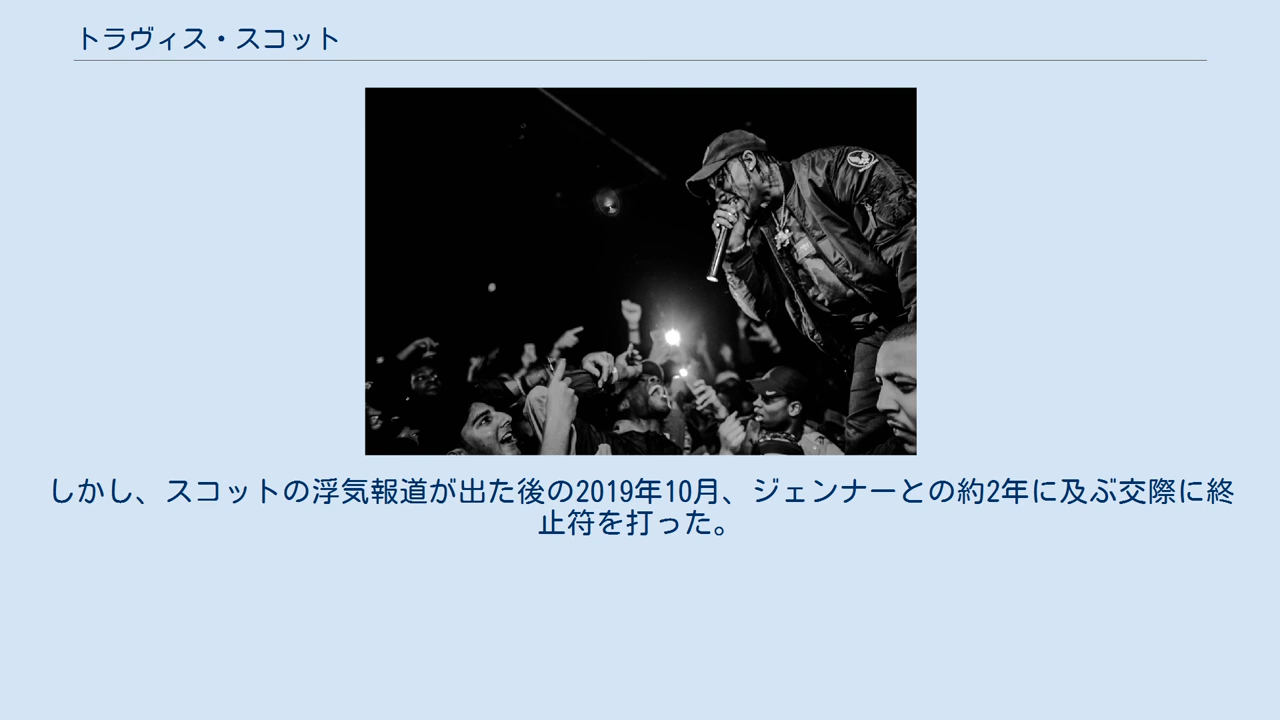 トラヴィス・スコット
しかし、スコットの浮気報道が出た後の2019年10月、ジェンナーとの約2年に及ぶ交際に終
止符を打った。